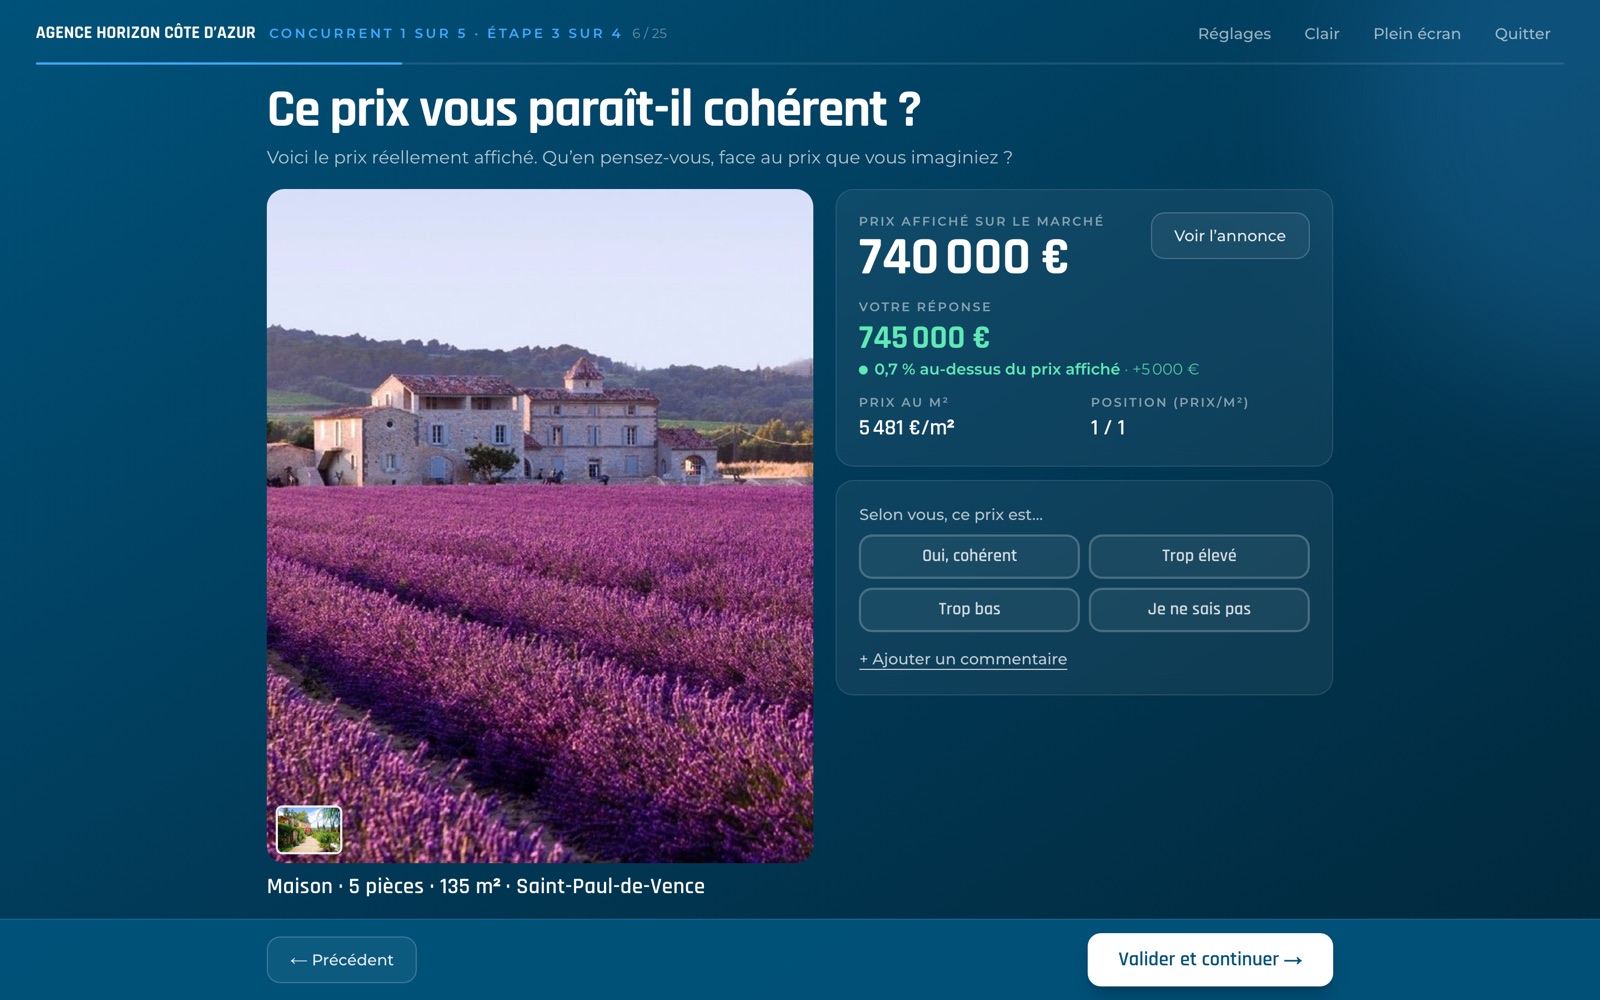 AGENCE HORIZON CÔTE D’AZUR CONCURRENT 1 SUR 5 · ÉTAPE 3 SUR 4 6 / 25
Réglages Clair Plein écran Quitter
Ce prix vous paraît-il cohérent ?
Voici le prix réellement affiché. Qu’en pensez-vous, face au prix que vous imaginiez ?
PRIX AFFICHÉ SUR LE MARCHÉ
740 000 €
Voir l’annonce
VOTRE RÉPONSE
745 000 €
0,7 % au-dessus du prix affiché · +5 000 €
PRIX AU M²
5 481 €/m²
POSITION (PRIX/M²)
1 / 1
Selon vous, ce prix est…
Oui, cohérent
Trop élevé
Trop bas
Je ne sais pas
+ Ajouter un commentaire
Maison · 5 pièces · 135 m² · Saint-Paul-de-Vence
← Précédent
Valider et continuer →